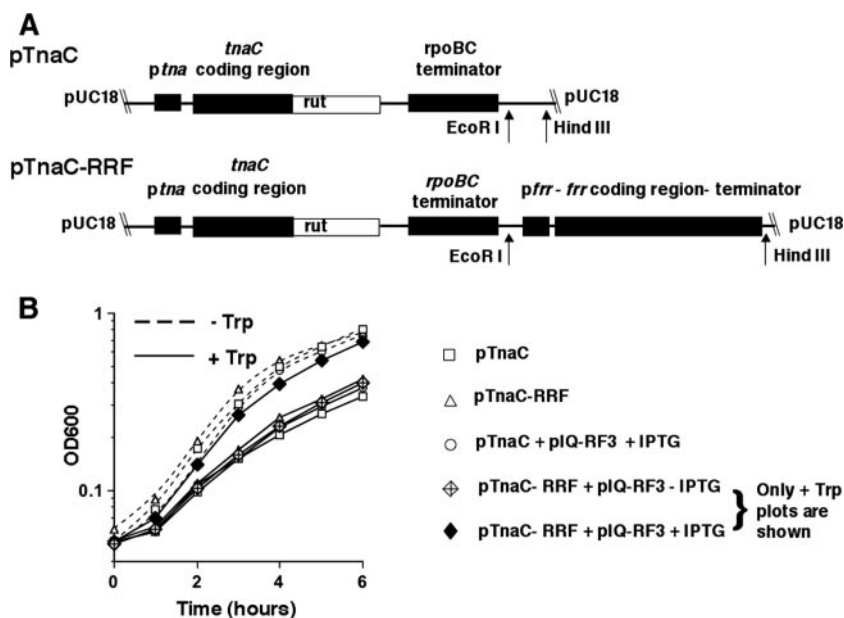 A
pTnaC
tnaC
ptna coding region
rpoBC
terminator
pUC18
rut
pUC18
EcoR I
Hind III
pTnaC-RRF
tnaC
ptna coding region
rpoBC
terminator
pfrr - frr coding region- terminator
pUC18
rut
pUC18
EcoR I
Hind III
B
- Trp
+ Trp
1
0.1
OD600
0 2 4 6
Time (hours)
pTnaC
pTnaC-RRF
pTnaC + pIQ-RF3 + IPTG
pTnaC- RRF + pIQ-RF3 - IPTG
pTnaC- RRF + pIQ-RF3 + IPTG
Only + Trp
plots are
shown